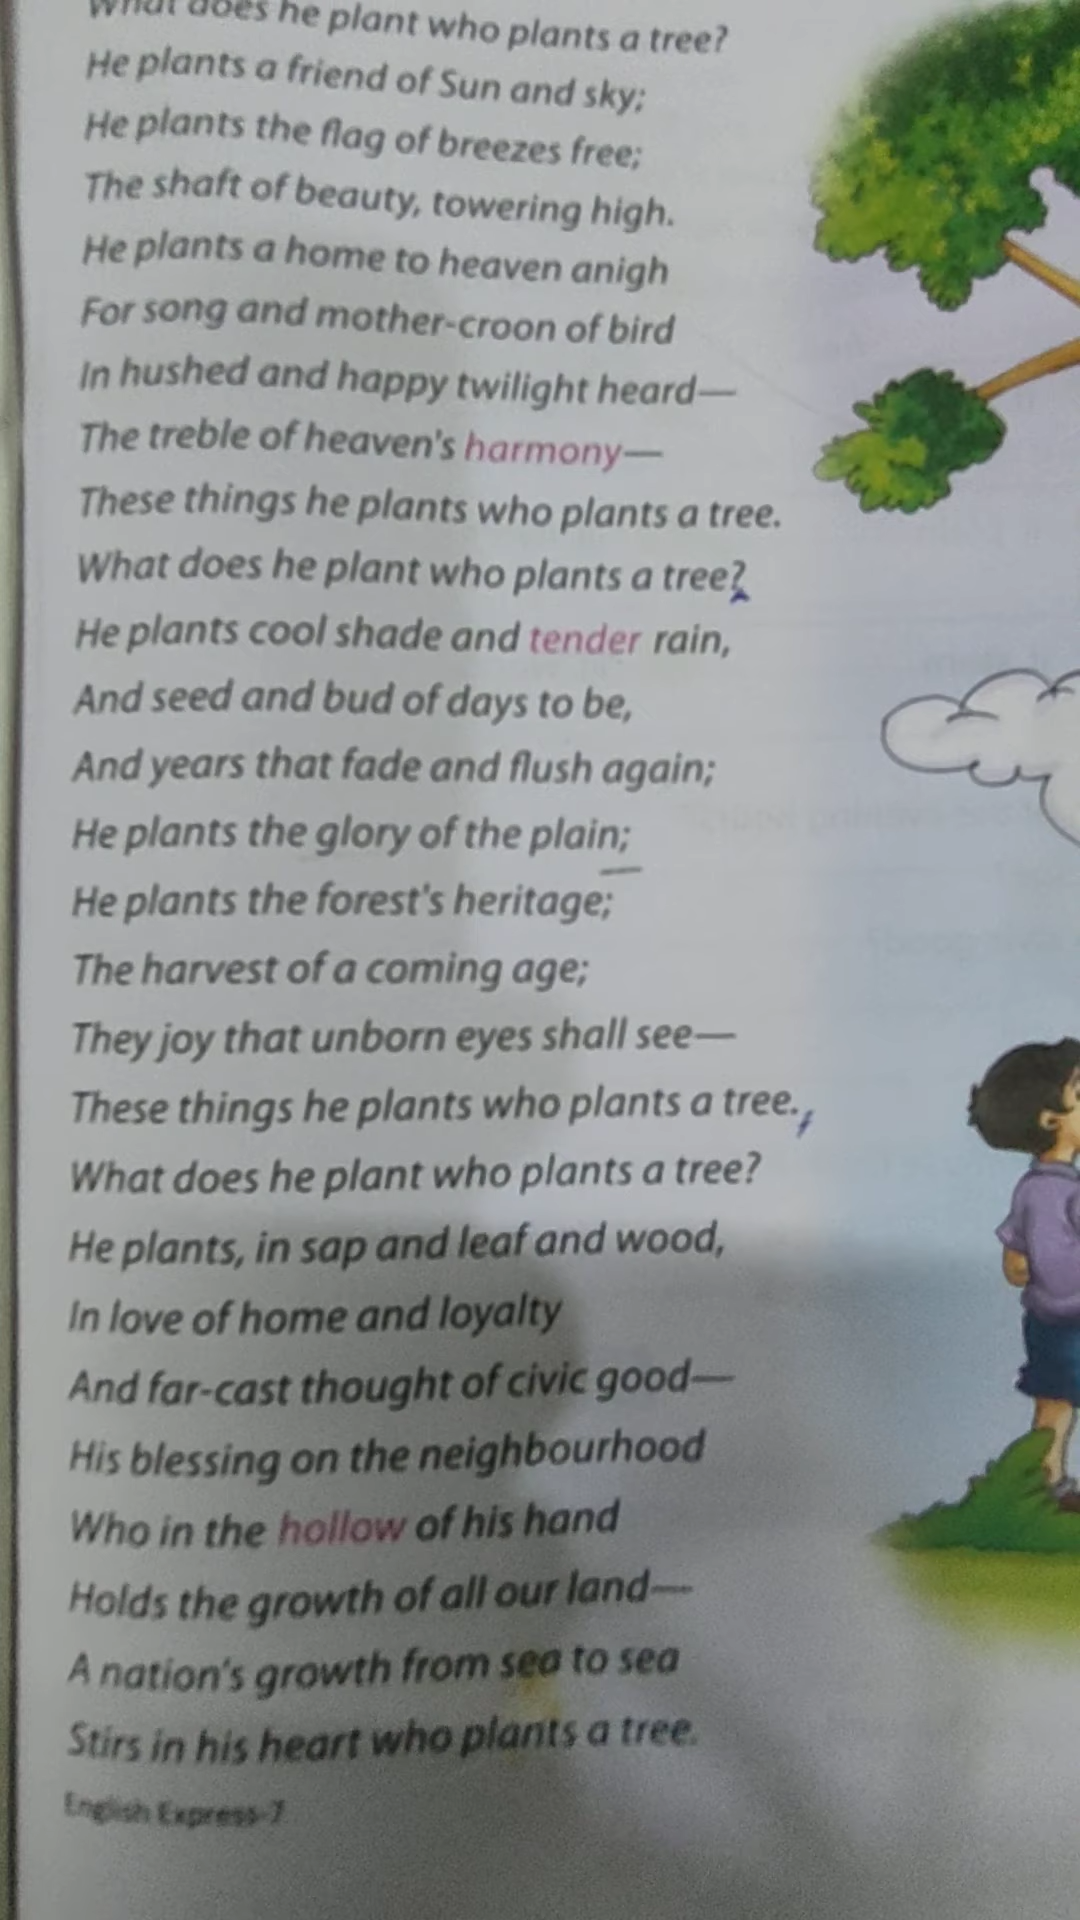 What does he plant who plants a tree?
He plants a friend of Sun and sky;
He plants the flag of breezes free;
The shaft of beauty, towering high.
He plants a home to heaven anigh
For song and mother-croon of bird
In hushed and happy twilight heard—
The treble of heaven's harmony—
These things he plants who plants a tree.
What does he plant who plants a tree?
He plants cool shade and tender rain,
And seed and bud of days to be,
And years that fade and flush again;
He plants the glory of the plain;
He plants the forest's heritage;
The harvest of a coming age;
They joy that unborn eyes shall see—
These things he plants who plants a tree.
What does he plant who plants a tree?
He plants, in sap and leaf and wood,
In love of home and loyalty
And far-cast thought of civic good—
His blessing on the neighbourhood
Who in the hollow of his hand
Holds the growth of all our land—
A nation's growth from sea to sea
Stirs in his heart who plants a tree.
English Express-7